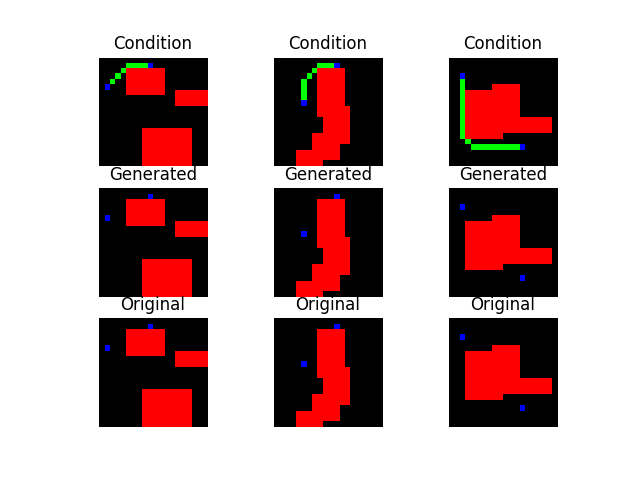 Condition Condition Condition
Generated Generated Generated
Original Original Original